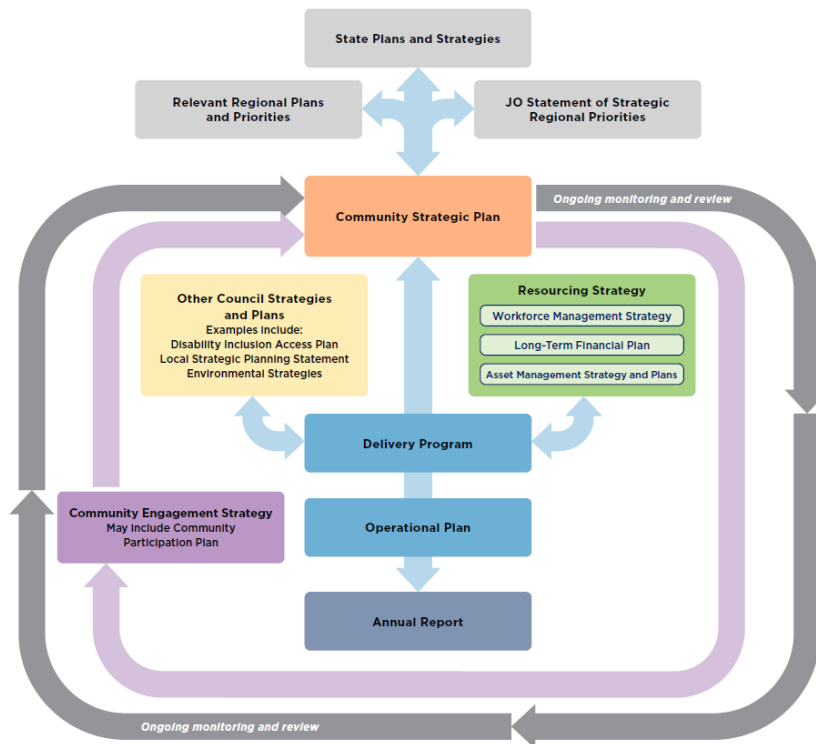 State Plans and Strategies
Relevant Regional Plans
and Priorities
JO Statement of Strategic
Regional Priorities
Community Strategic Plan
Ongoing monitoring and review
Other Council Strategies
and Plans
Examples Include:
Disability Inclusion Access Plan
Local Strategic Planning Statement
Environmental Strategies
Resourcing Strategy
Workforce Management Strategy
Long-Term Financial Plan
Asset Management Strategy and Plans
Delivery Program
Community Engagement Strategy
May Include Community
Participation Plan
Operational Plan
Annual Report
Ongoing monitoring and review